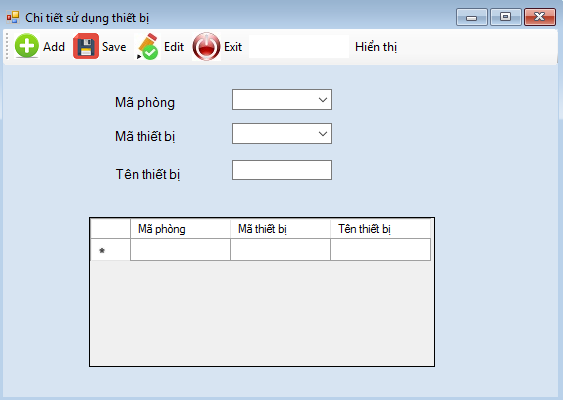 Chi tiết sử dụng thiết bị
Add Save Edit Exit Hiển thị
Mã phòng
Mã thiết bị
Tên thiết bị
Mã phòng Mã thiết bị Tên thiết bị
*